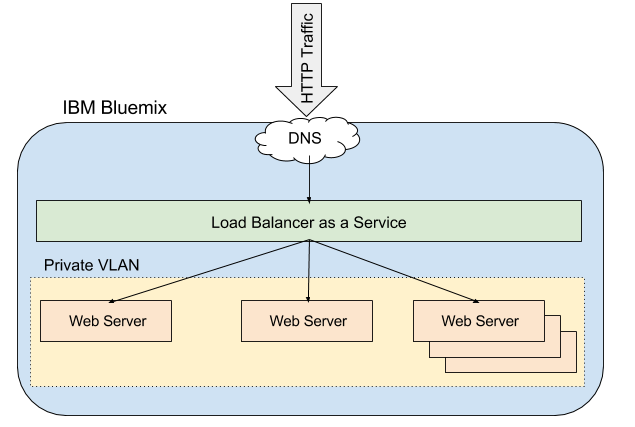 HTTP Traffic
IBM Bluemix
DNS
Load Balancer as a Service
Private VLAN
Web Server
Web Server
Web Server